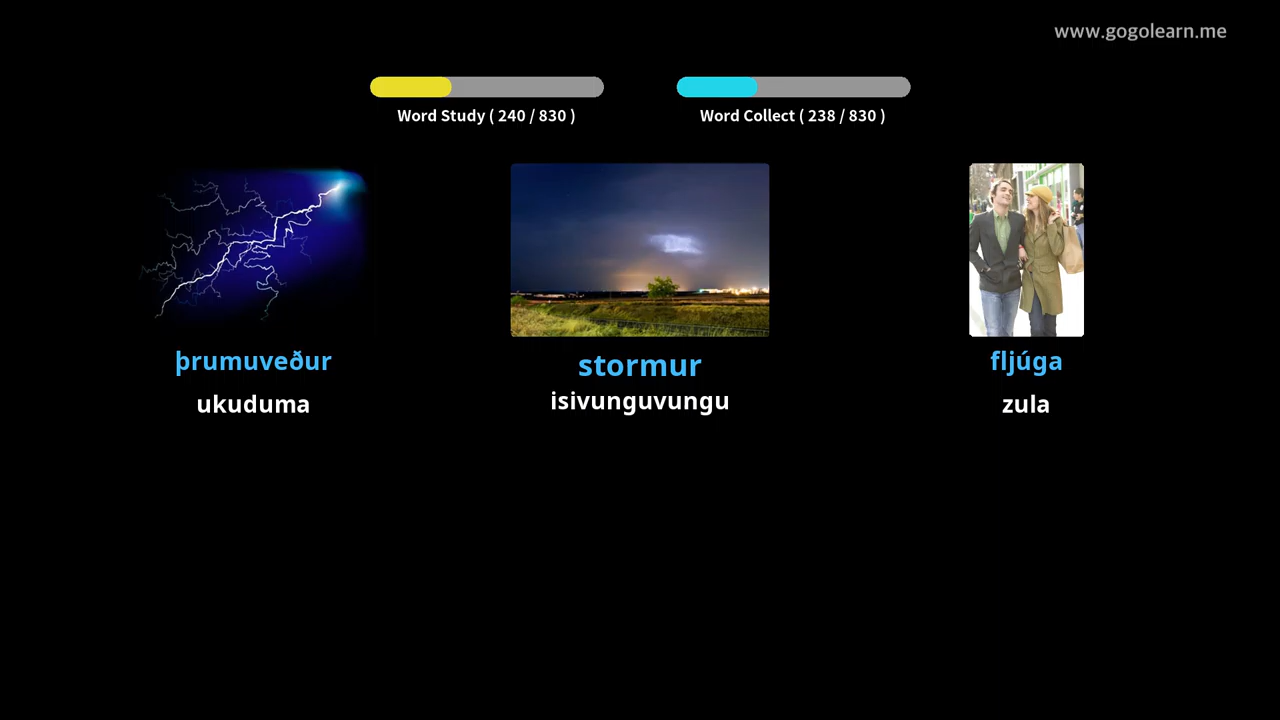 www.gogolearn.me
Word Study ( 240 / 830 )
Word Collect ( 238 / 830 )
þrumuveður
stormur
fljúga
ukuduma
isivunguvungu
zula